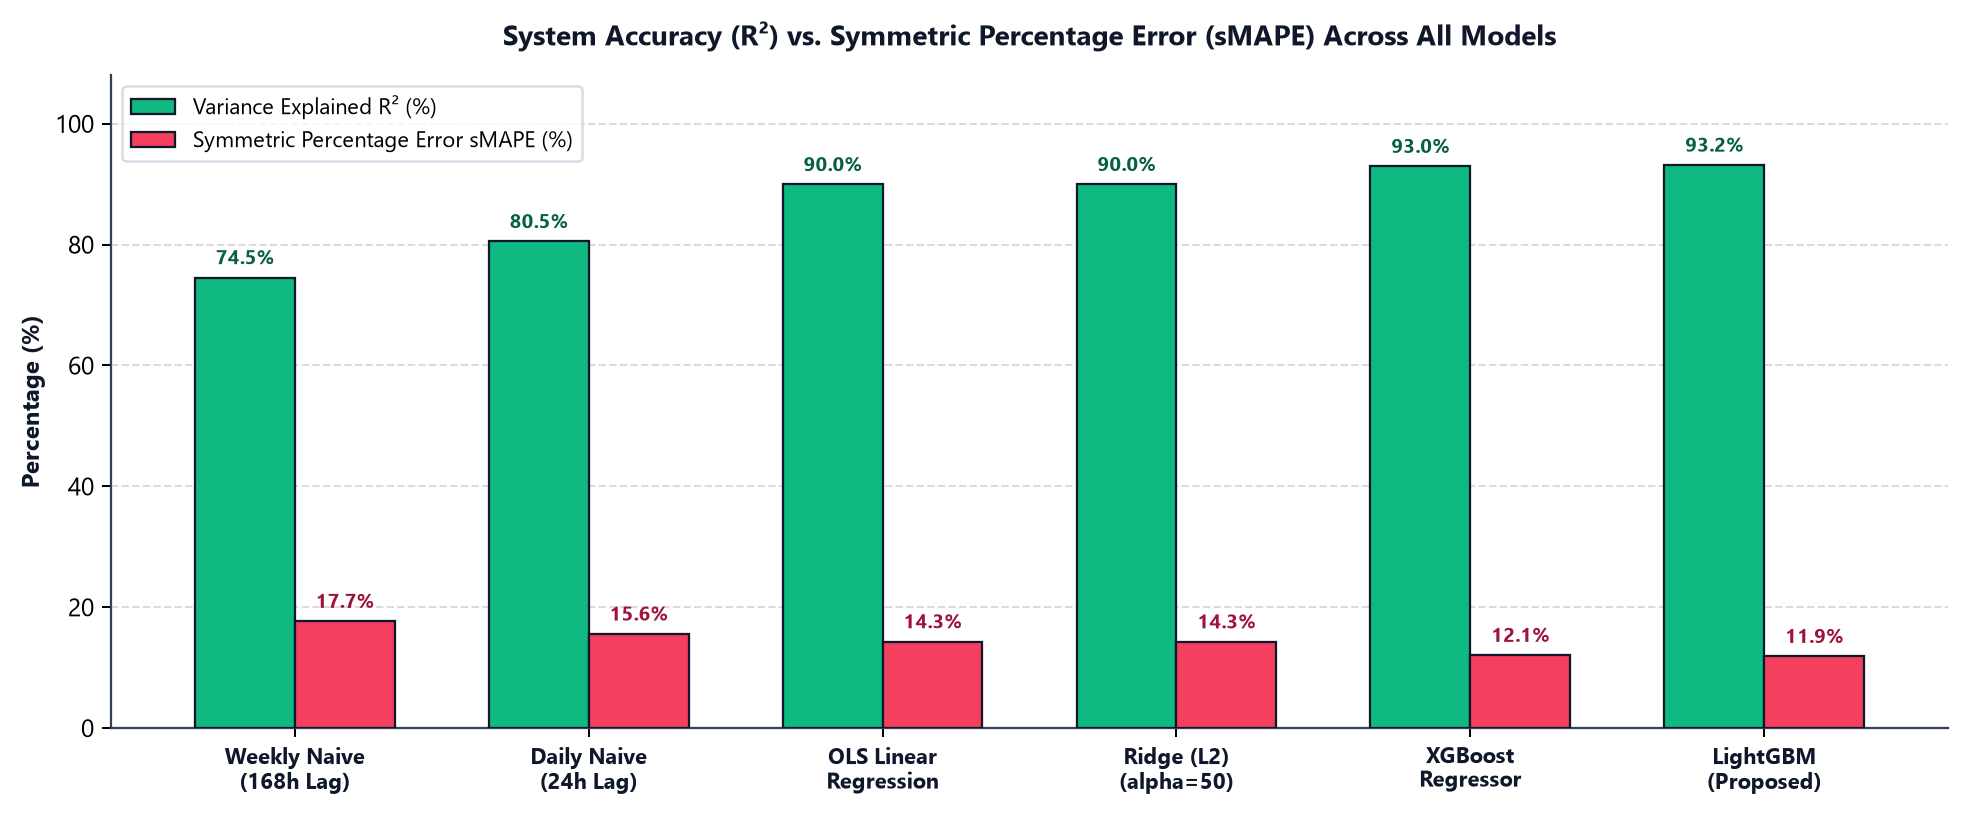 System Accuracy (R²) vs. Symmetric Percentage Error (sMAPE) Across All Models
Variance Explained R² (%)
Symmetric Percentage Error sMAPE (%)
Percentage (%)
100
80
60
40
20
0
74.5%
17.7%
80.5%
15.6%
90.0%
14.3%
90.0%
14.3%
93.0%
12.1%
93.2%
11.9%
Weekly Naive
(168h Lag)
Daily Naive
(24h Lag)
OLS Linear
Regression
Ridge (L2)
(alpha=50)
XGBoost
Regressor
LightGBM
(Proposed)